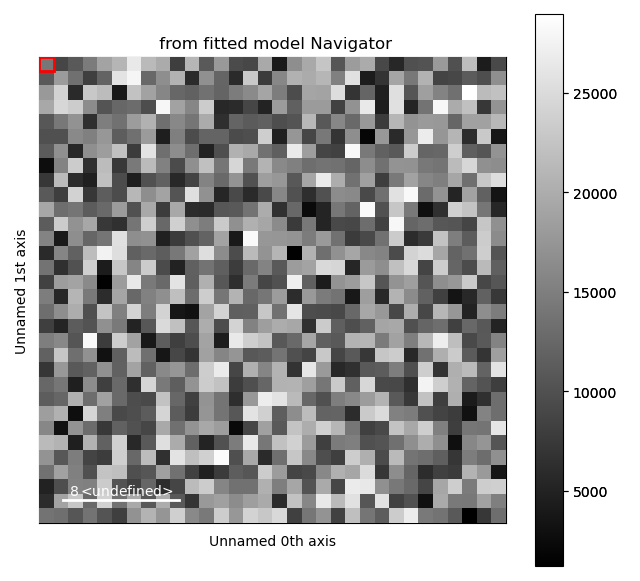 from fitted model Navigator
Unnamed 1st axis
8 <undefined>
Unnamed 0th axis
25000
20000
15000
10000
5000